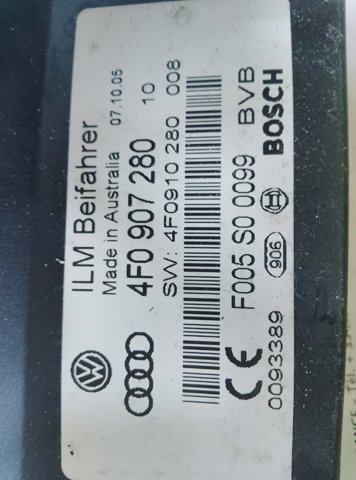 ILM Beifahrer
Made in Australia 07.10.05
4F0 907 280 10
SW: 4F0910 280 008
F005 S0 0099 BVB
0093389 906 BOSCH